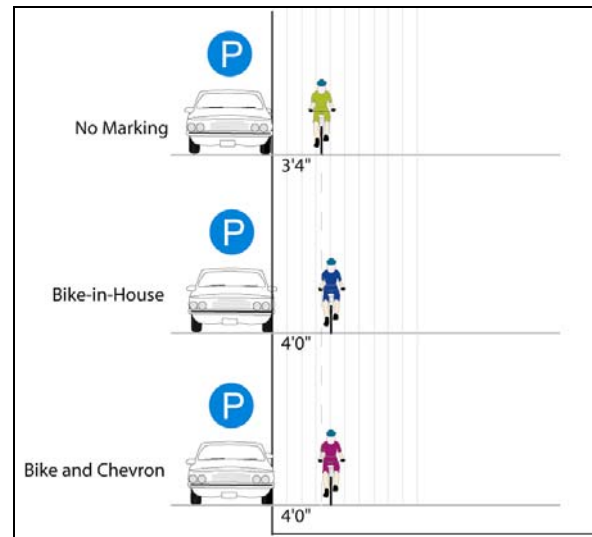 P
No Marking
3'4"
P
Bike-in-House
4'0"
P
Bike and Chevron
4'0"